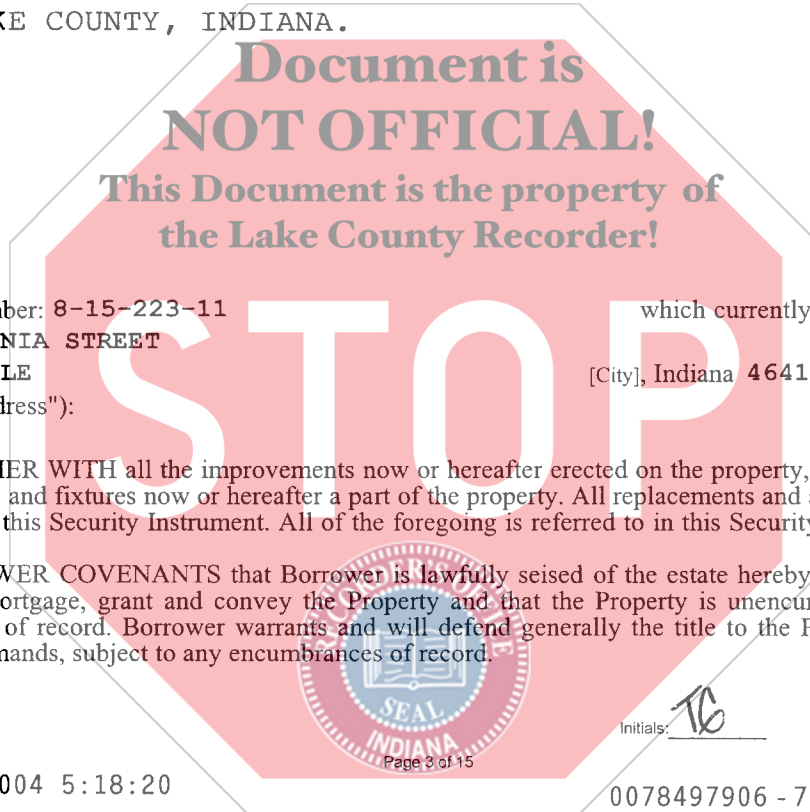 KE COUNTY, INDIANA.
Document is
NOT OFFICIAL!
This Document is the property of
the Lake County Recorder!
ber: 8-15-223-11 which currently
NIA STREET
LE [City], Indiana 4641
dress"):
STOP
ER WITH all the improvements now or hereafter erected on the property,
and fixtures now or hereafter a part of the property. All replacements and
this Security Instrument. All of the foregoing is referred to in this Security
WER COVENANTS that Borrower is lawfully seised of the estate hereby
ortgage, grant and convey the Property and that the Property is unencu
of record. Borrower warrants and will defend generally the title to the P
mands, subject to any encumbrances of record.
RECORDER'S OFFICE
SEAL
INDIANA
Initials: TG
Page 3 of 15
004 5:18:20
0078497906 - 7